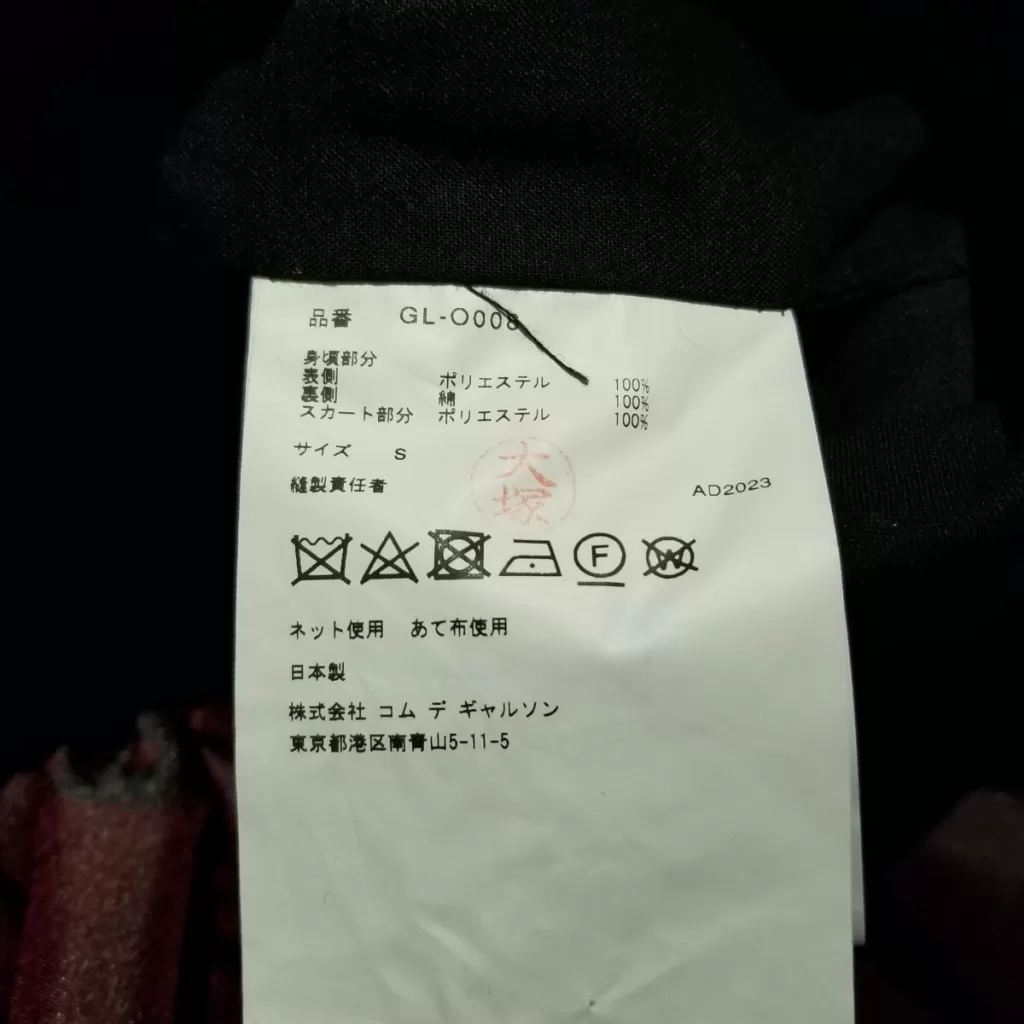 品番 GL-O008
身頃部分
表側 ポリエステル 100%
裏側 綿 100%
スカート部分 ポリエステル 100%
サイズ S
縫製責任者 大塚 AD2023
F W
ネット使用 あて布使用
日本製
株式会社 コム デ ギャルソン
東京都港区南青山5-11-5